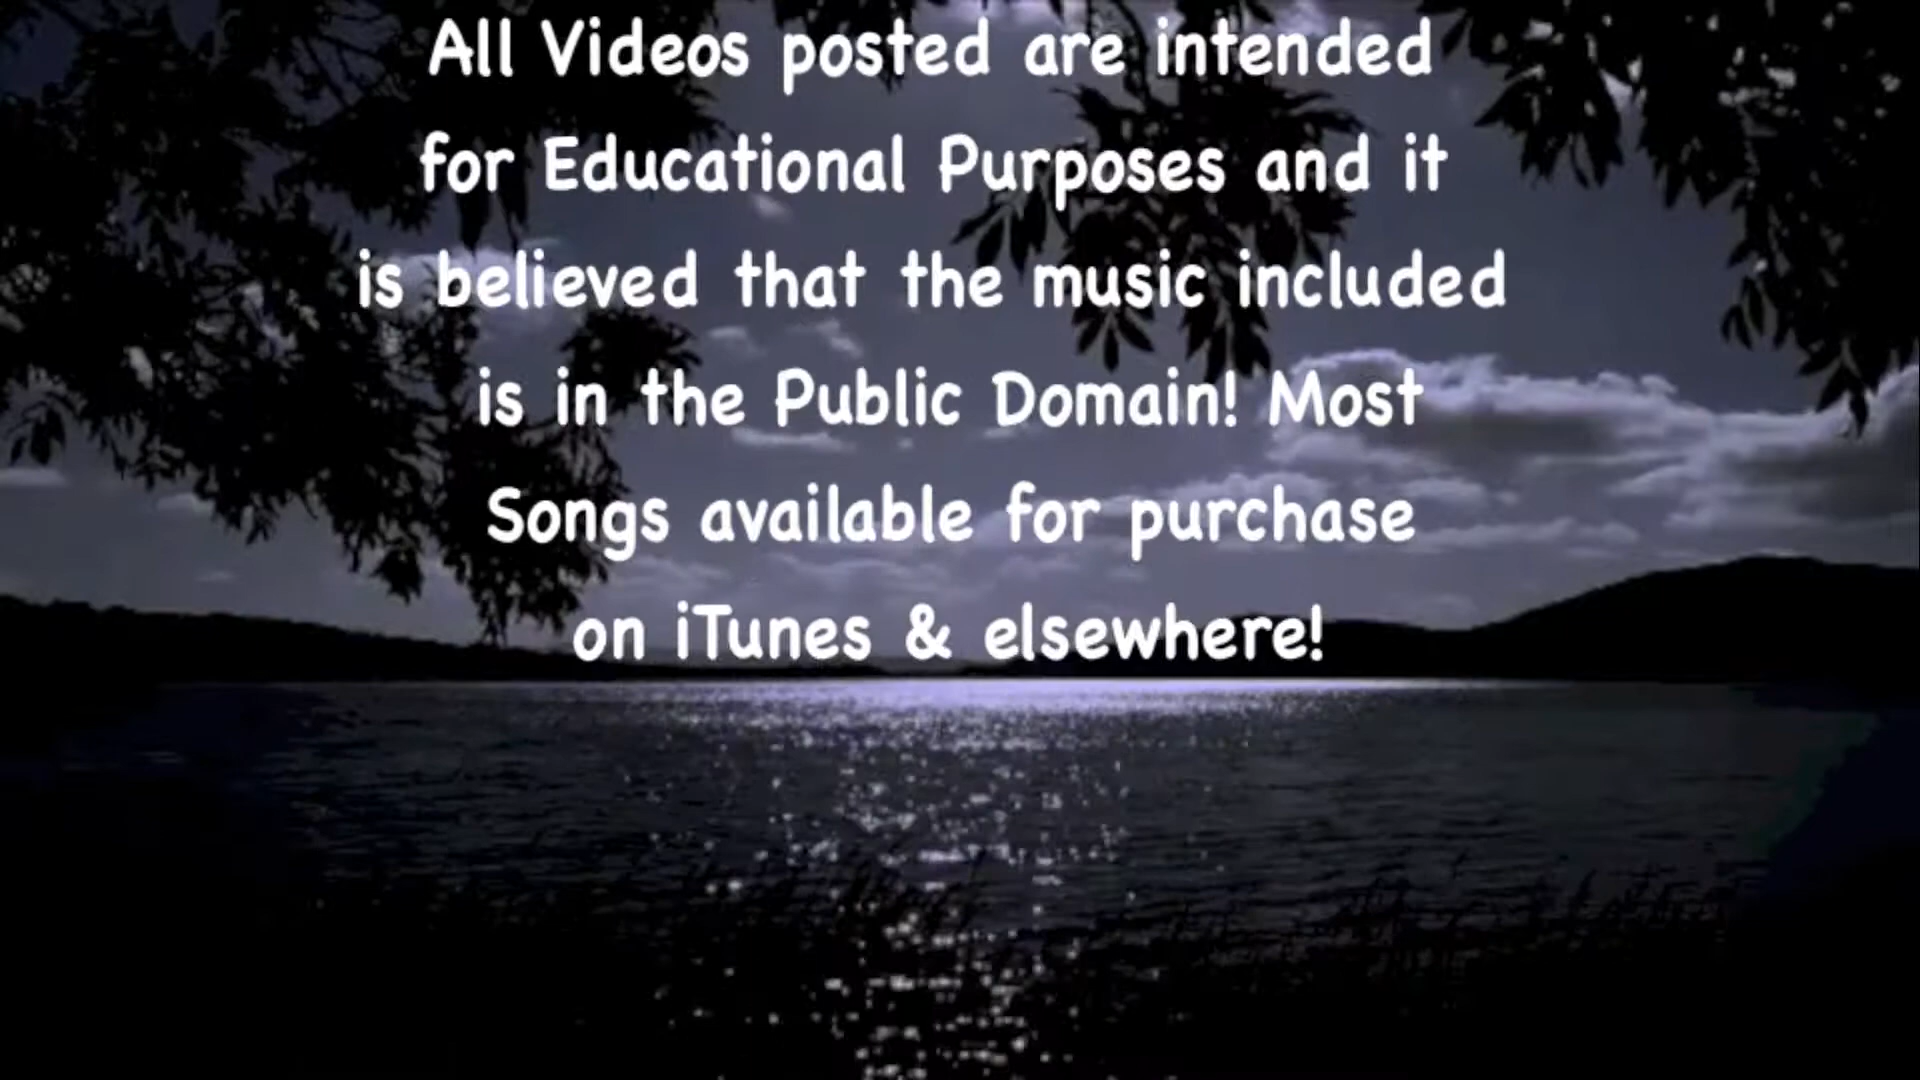 All Videos posted are intended
for Educational Purposes and it
is believed that the music included
is in the Public Domain! Most
Songs available for purchase
on iTunes & elsewhere!